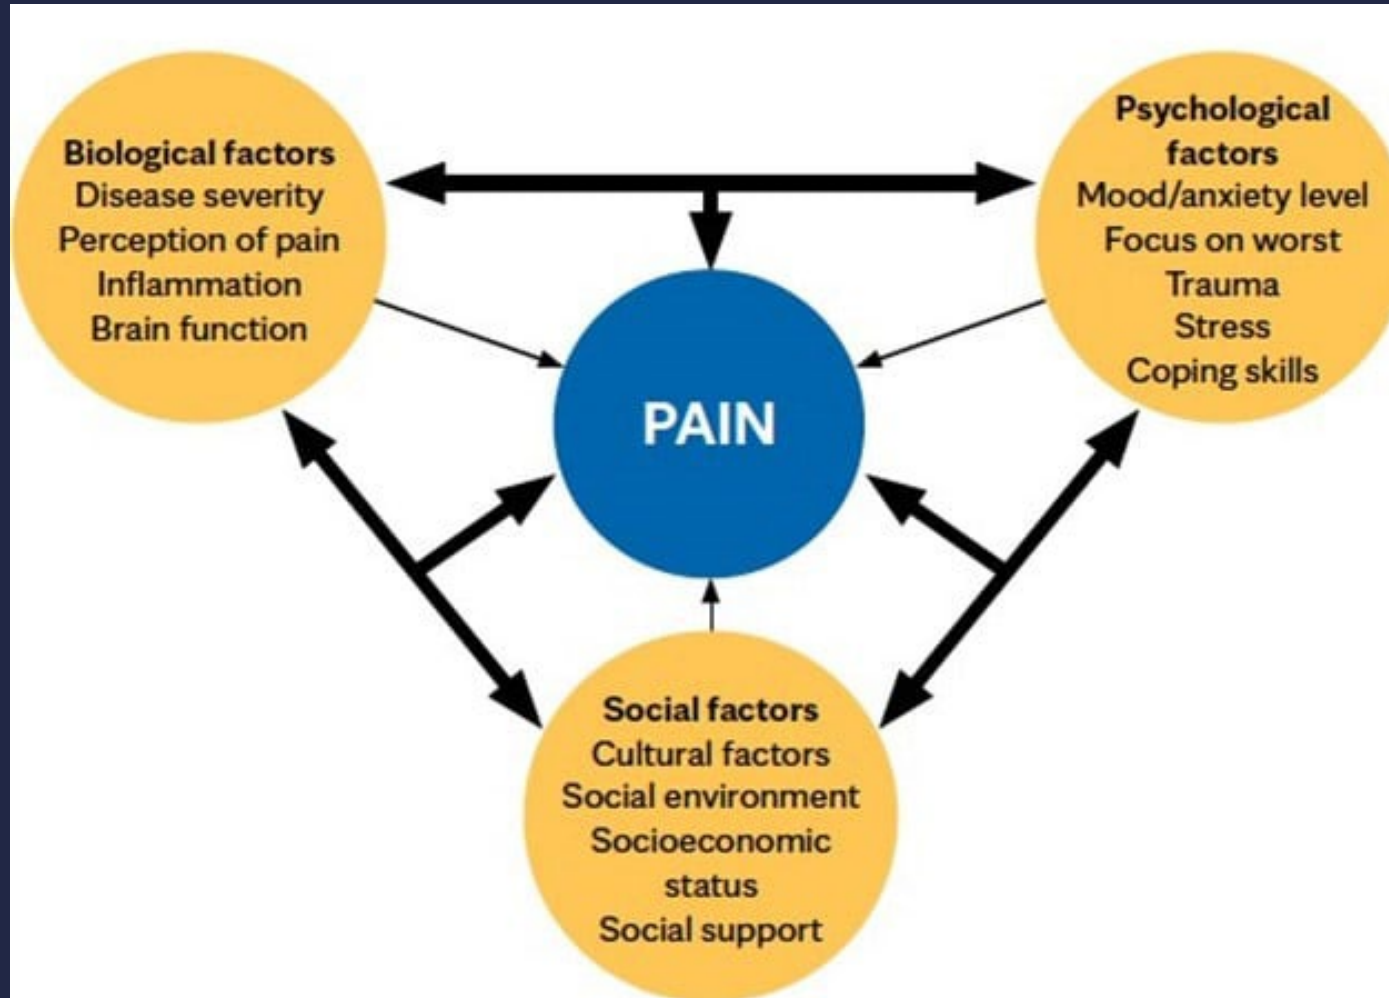 Biological factors
Disease severity
Perception of pain
Inflammation
Brain function
Psychological
factors
Mood/anxiety level
Focus on worst
Trauma
Stress
Coping skills
PAIN
Social factors
Cultural factors
Social environment
Socioeconomic
status
Social support